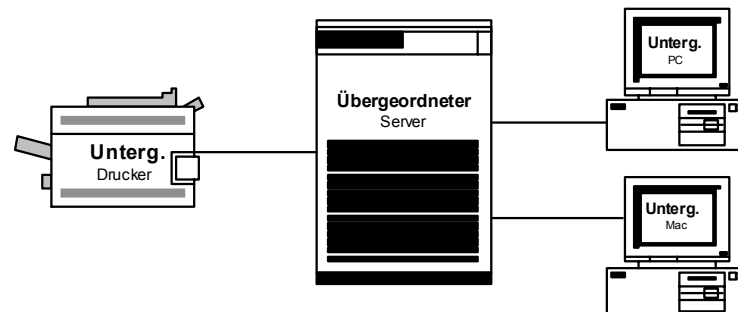 Unterg.
Drucker
Übergeordneter
Server
Unterg.
PC
Unterg.
Mac